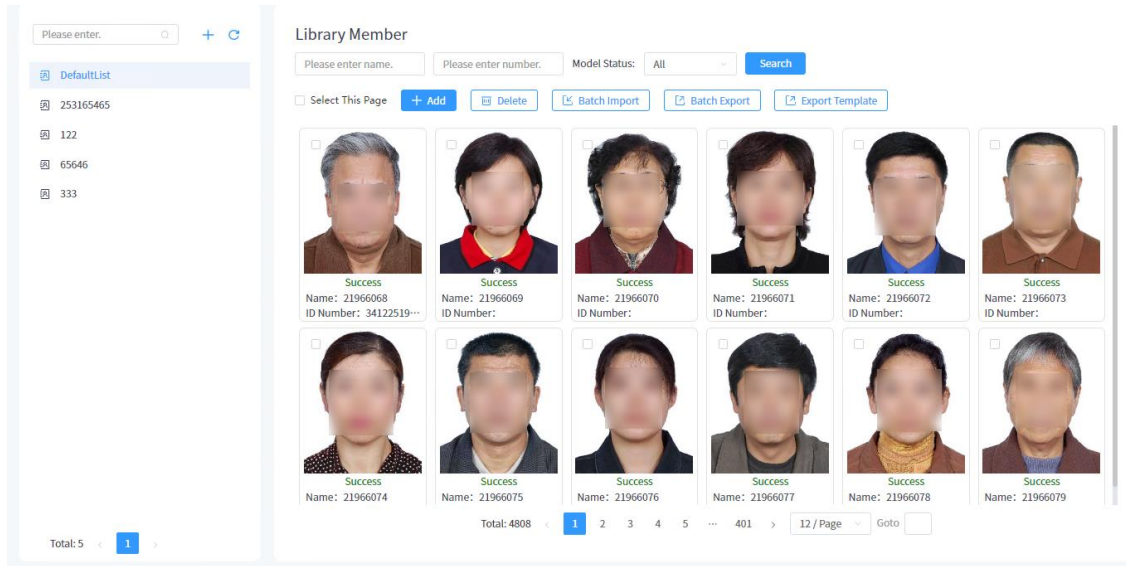 Please enter.
DefaultList
253165465
122
65646
333
Total: 5 < 1 >
Library Member
Please enter name. Please enter number. Model Status: All Search
Select This Page + Add Delete Batch Import Batch Export Export Template
Success Success Success Success Success Success
Name: 21966068 Name: 21966069 Name: 21966070 Name: 21966071 Name: 21966072 Name: 21966073
ID Number: 34122519··· ID Number: ID Number: ID Number: ID Number: ID Number:
Success Success Success Success Success Success
Name: 21966074 Name: 21966075 Name: 21966076 Name: 21966077 Name: 21966078 Name: 21966079
Total: 4808 < 1 2 3 4 5 ··· 401 > 12 / Page Goto